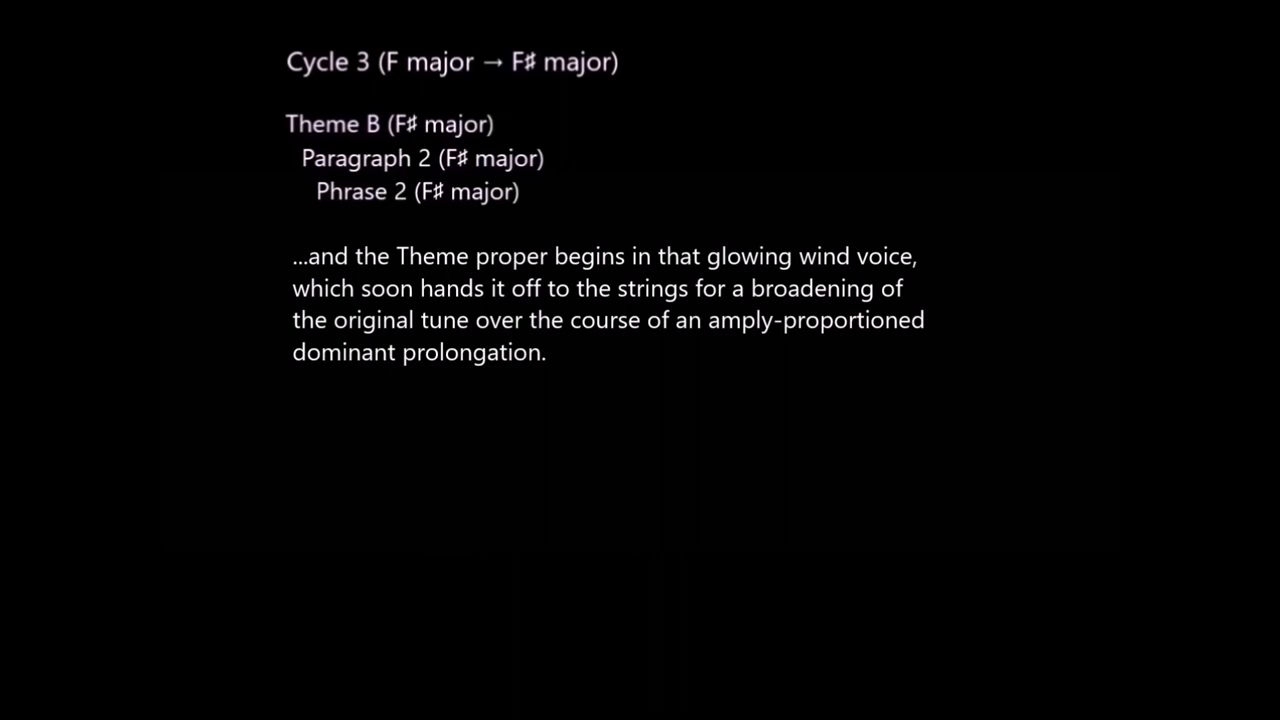 Cycle 3 (F major → F♯ major)
Theme B (F♯ major)
Paragraph 2 (F♯ major)
Phrase 2 (F♯ major)
...and the Theme proper begins in that glowing wind voice,
which soon hands it off to the strings for a broadening of
the original tune over the course of an amply-proportioned
dominant prolongation.